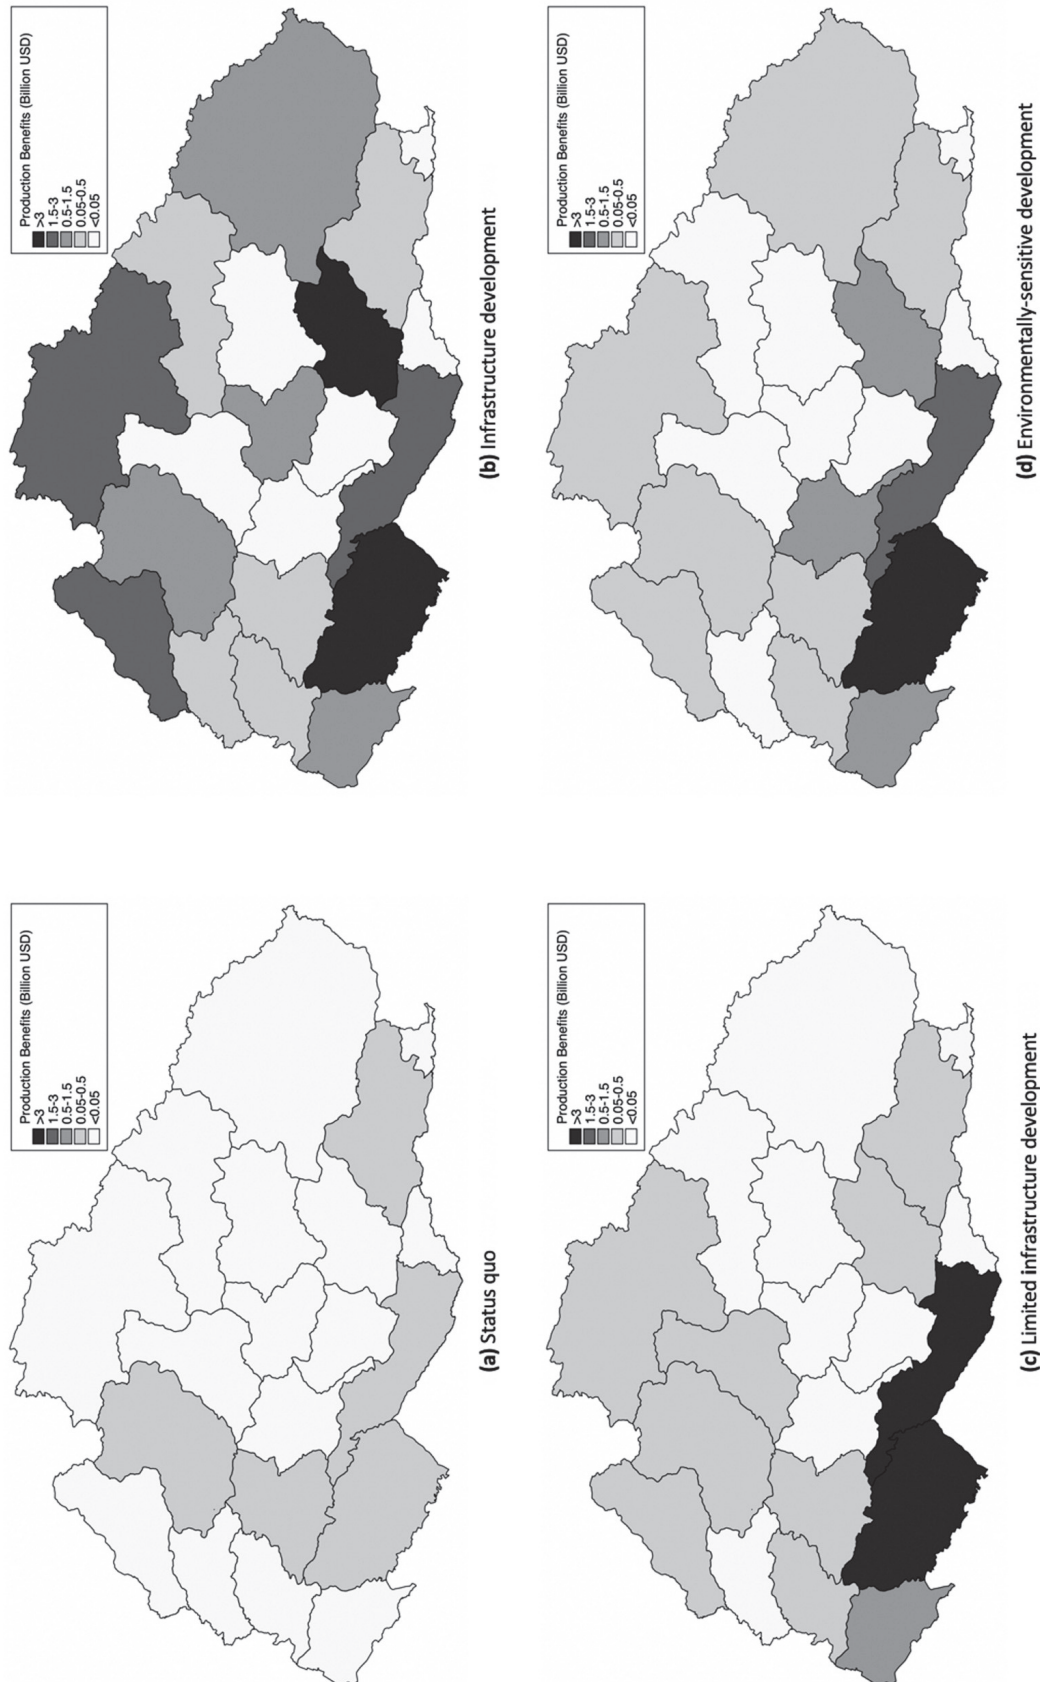 Production Benefits (Billion USD)
>3
1.5-3
0.5-1.5
0.05-0.5
<0.05
(a) Status quo
Production Benefits (Billion USD)
>3
1.5-3
0.5-1.5
0.05-0.5
<0.05
(b) Infrastructure development
Production Benefits (Billion USD)
>3
1.5-3
0.5-1.5
0.05-0.5
<0.05
(c) Limited infrastructure development
Production Benefits (Billion USD)
>3
1.5-3
0.5-1.5
0.05-0.5
<0.05
(d) Environmentally-sensitive development